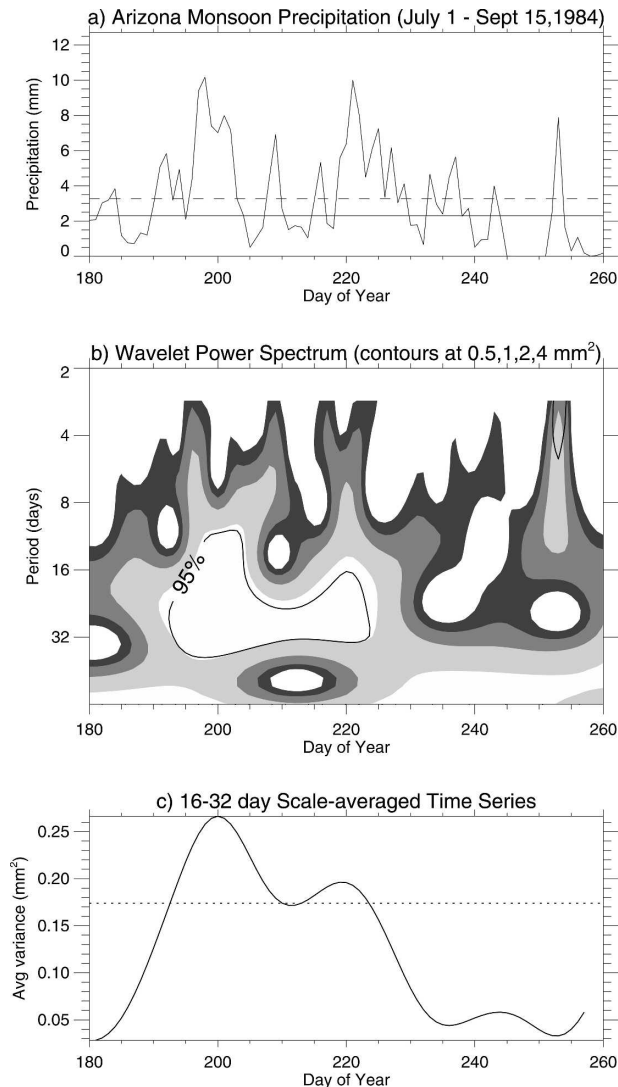 a) Arizona Monsoon Precipitation (July 1 - Sept 15,1984)
12
10
8
6
4
2
0
Precipitation (mm)
180 200 220 240 260
Day of Year
b) Wavelet Power Spectrum (contours at 0.5,1,2,4 mm²)
2
4
8
16
32
Period (days)
95%
180 200 220 240 260
Day of Year
c) 16-32 day Scale-averaged Time Series
0.25
0.20
0.15
0.10
0.05
Avg variance (mm²)
180 200 220 240 260
Day of Year